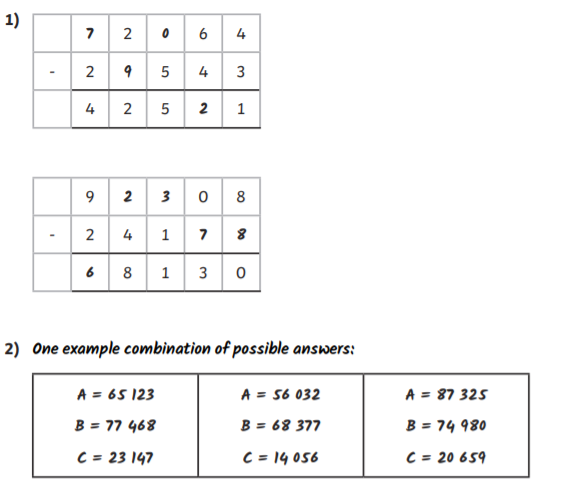 1)
7 2 0 6 4
- 2 9 5 4 3
4 2 5 2 1
9 2 3 0 8
- 2 4 1 7 8
6 8 1 3 0
2) One example combination of possible answers:
A = 65 123 A = 56 032 A = 87 325
B = 77 468 B = 68 377 B = 74 980
C = 23 147 C = 14 056 C = 20 659